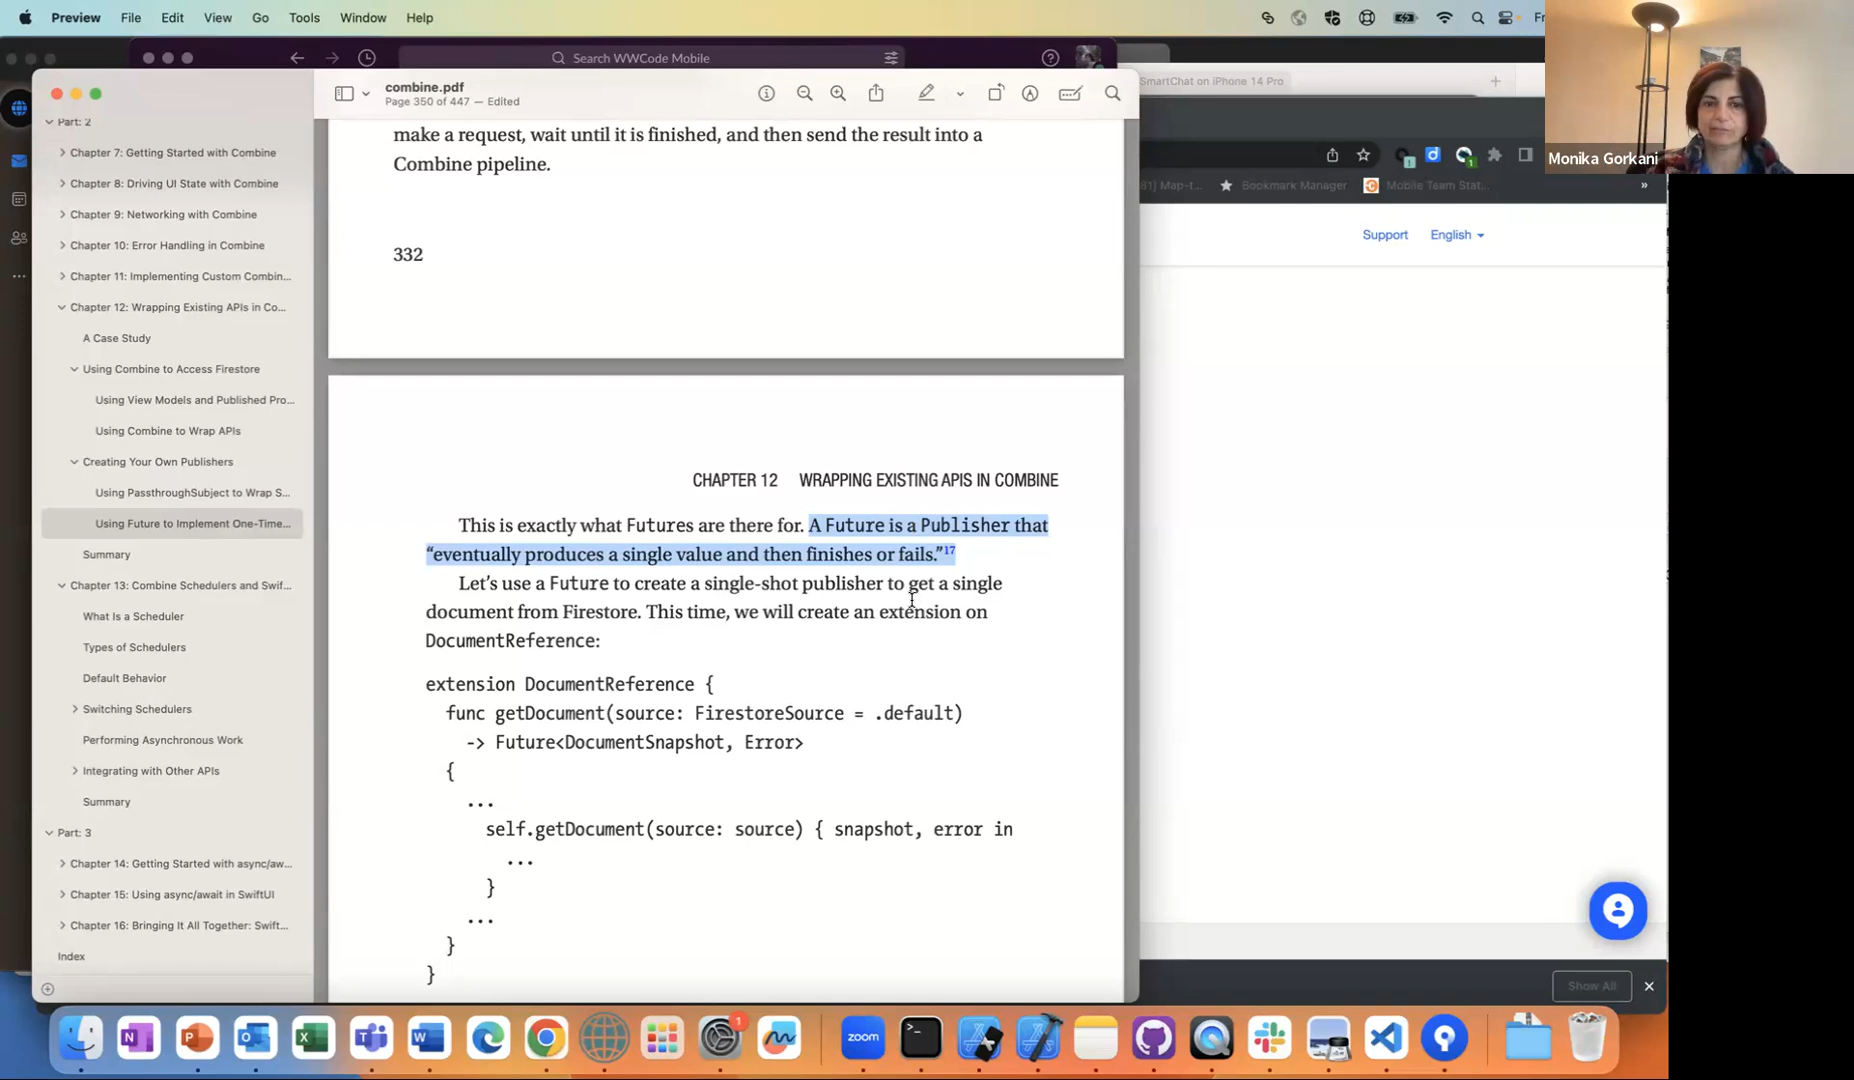 Preview File Edit View Go Tools Window Help
Search WWCode Mobile
SmartChat on iPhone 14 Pro
Monika Gorkani
combine.pdf
Page 350 of 447 — Edited
81] Map-t...
Bookmark Manager
Mobile Team Stat...
Support
English
Part: 2
Chapter 7: Getting Started with Combine
Chapter 8: Driving UI State with Combine
Chapter 9: Networking with Combine
Chapter 10: Error Handling in Combine
Chapter 11: Implementing Custom Combin...
Chapter 12: Wrapping Existing APIs in Co...
A Case Study
Using Combine to Access Firestore
Using View Models and Published Pro...
Using Combine to Wrap APIs
Creating Your Own Publishers
Using PassthroughSubject to Wrap S...
Using Future to Implement One-Time...
Summary
Chapter 13: Combine Schedulers and Swif...
What Is a Scheduler
Types of Schedulers
Default Behavior
Switching Schedulers
Performing Asynchronous Work
Integrating with Other APIs
Summary
Part: 3
Chapter 14: Getting Started with async/aw...
Chapter 15: Using async/await in SwiftUI
Chapter 16: Bringing It All Together: Swift...
Index
make a request, wait until it is finished, and then send the result into a
Combine pipeline.
332
CHAPTER 12 WRAPPING EXISTING APIS IN COMBINE
This is exactly what Futures are there for. A Future is a Publisher that
“eventually produces a single value and then finishes or fails.”17
Let’s use a Future to create a single-shot publisher to get a single
document from Firestore. This time, we will create an extension on
DocumentReference:
extension DocumentReference {
func getDocument(source: FirestoreSource = .default)
-> Future<DocumentSnapshot, Error>
{
...
self.getDocument(source: source) { snapshot, error in
...
}
...
}
}
Show All
1
zoom